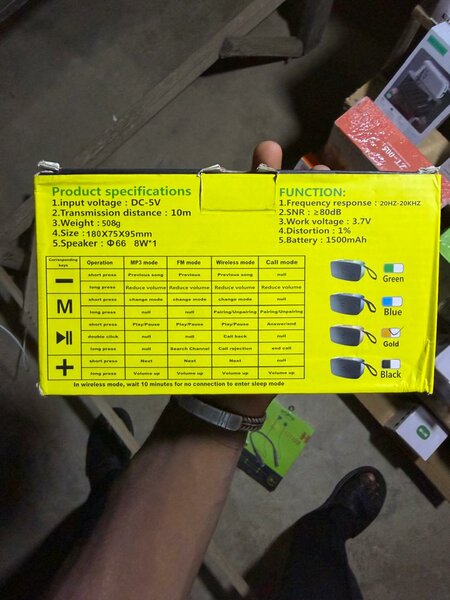 Product specifications
1.input voltage : DC-5V
2.Transmission distance : 10m
3.Weight : 508g
4.Size : 180X75X95mm
5.Speaker : Φ66 8W*1
FUNCTION:
1.Frequency response : 20HZ-20KHZ
2.SNR : ≥80dB
3.Work voltage : 3.7V
4.Distortion : 1%
5.Battery : 1500mAh
Corresponding keys Operation MP3 mode FM mode Wireless mode Call mode
− short press Previous song Previous Previous song null
long press Reduce volume Reduce volume Reduce volume Reduce volume
M short press change mode change mode change mode null
long press null null Pairing/Unpairing Pairing/Unpairing
▶|| short press Play/Pause Play/Pause Play/Pause Answer/end
double click null null Call back null
long press null Search Channel Call rejection end call
+ short press Next Next Next null
long press Volume up Volume up Volume up Volume up
In wireless mode, wait 10 minutes for no connection to enter sleep mode
Green
Blue
Gold
Black